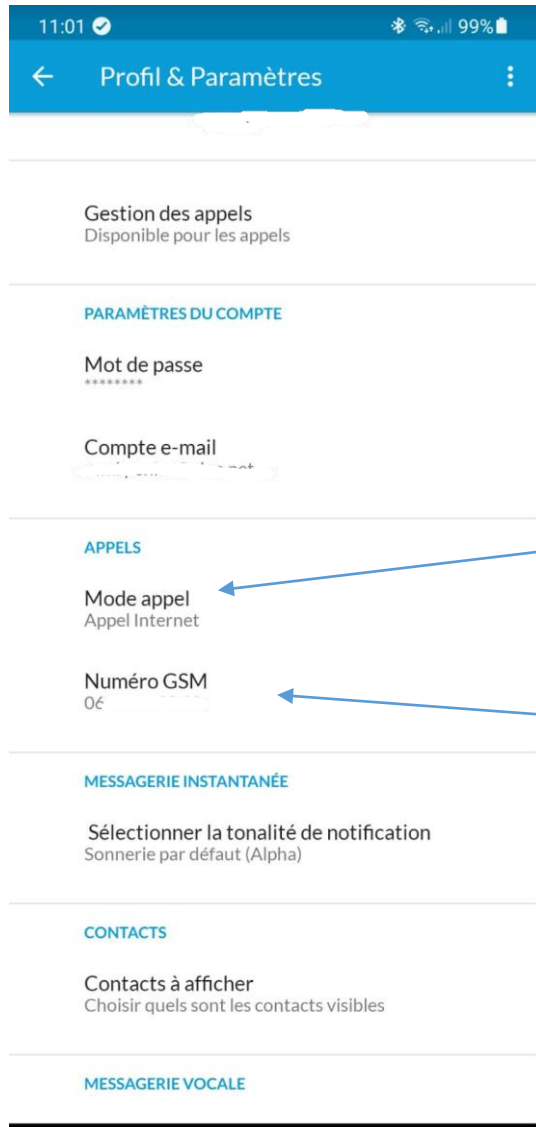 11:01 99%
Profil & Paramètres
Gestion des appels
Disponible pour les appels
PARAMÈTRES DU COMPTE
Mot de passe
********
Compte e-mail
APPELS
Mode appel
Appel Internet
Numéro GSM
06
MESSAGERIE INSTANTANÉE
Sélectionner la tonalité de notification
Sonnerie par défaut (Alpha)
CONTACTS
Contacts à afficher
Choisir quels sont les contacts visibles
MESSAGERIE VOCALE